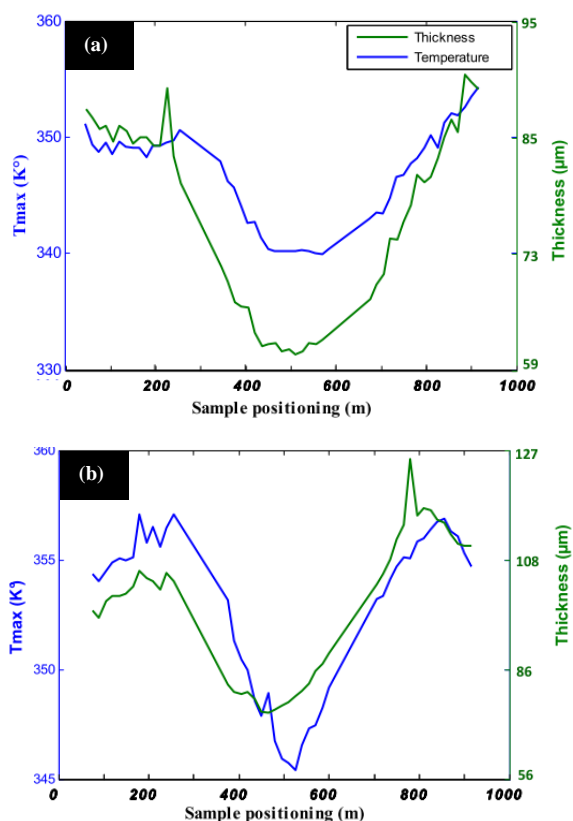 (a)
Thickness
Temperature
360
350
340
330
Tmax (K°)
95
85
73
59
Thickness (µm)
0 200 400 600 800 1000
Sample positioning (m)
(b)
360
355
350
345
Tmax (K°)
127
108
86
56
Thickness (µm)
0 200 400 600 800 1000
Sample positioning (m)